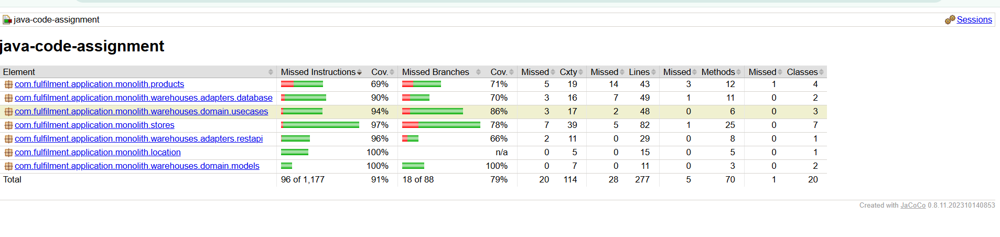 java-code-assignment Sessions
java-code-assignment
Element Missed Instructions Cov. Missed Branches Cov. Missed Cxty Missed Lines Missed Methods Missed Classes
com.fulfilment.application.monolith.products 69% 71% 5 19 14 43 3 12 1 4
com.fulfilment.application.monolith.warehouses.adapters.database 90% 70% 3 16 7 49 1 11 0 2
com.fulfilment.application.monolith.warehouses.domain.usecases 94% 86% 3 17 2 48 0 6 0 3
com.fulfilment.application.monolith.stores 97% 78% 7 39 5 82 1 25 0 7
com.fulfilment.application.monolith.warehouses.adapters.restapi 96% 66% 2 11 0 29 0 8 0 1
com.fulfilment.application.monolith.location 100% n/a 0 5 0 15 0 5 0 1
com.fulfilment.application.monolith.warehouses.domain.models 100% 100% 0 7 0 11 0 3 0 2
Total 96 of 1,177 91% 18 of 88 79% 20 114 28 277 5 70 1 20
Created with JaCoCo 0.8.11.202310140853